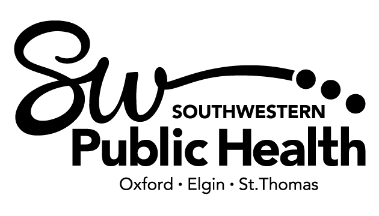 Sw
SOUTHWESTERN
Public Health
Oxford · Elgin · St.Thomas